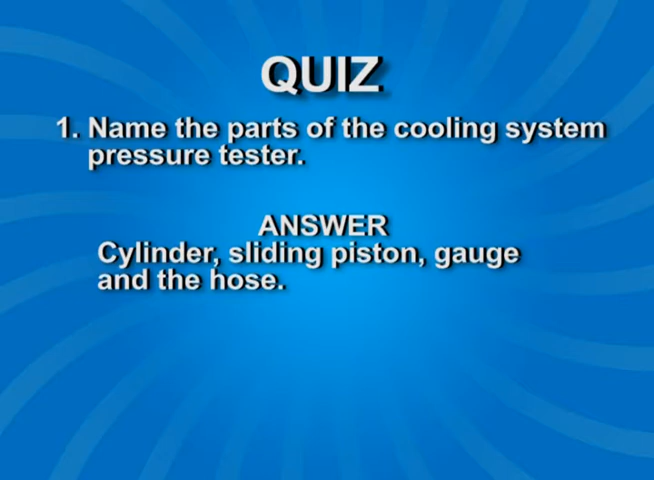 QUIZ
1. Name the parts of the cooling system
pressure tester.
ANSWER
Cylinder, sliding piston, gauge
and the hose.